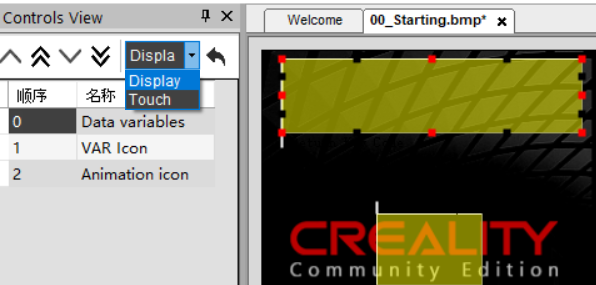 Controls View
Welcome
00_Starting.bmp*
Displa
Display
Touch
顺序 名称
0 Data variables
1 VAR Icon
2 Animation icon
CREALITY
Community Edition